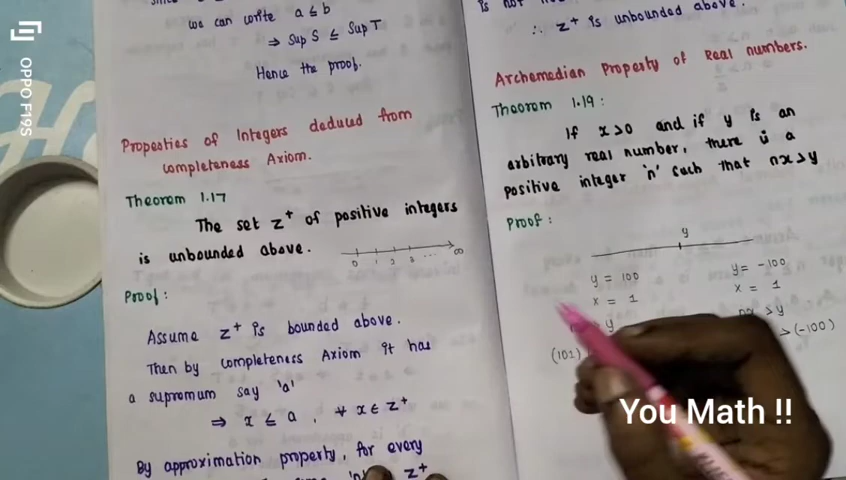 we can write a ≤ b
⇒ Sup S ≤ Sup T
Hence the proof.
Propesties of Integers deduced from
completeness Axiom.
Theorem 1.17
The set z⁺ of positive integers
is unbounded above.
0 1 2 3 ... ∞
Proof:
Assume z⁺ is bounded above.
Then by completeness Axiom it has
a supromum say 'a'
⇒ x ≤ a, ∀ x ∈ z⁺
By approximation property, for every
z⁺
is not
∴ z⁺ is unbounded above.
Archemedian Property of Real numbers.
Theorem 1.19:
If x>0 and if y is an
arbitrary real number, there is a
positive integer 'n' such that nx>y
Proof:
y
y = 100 y = -100
x = 1 x = 1
y > y
(101) >(-100)
OPPO F19S
You Math !!